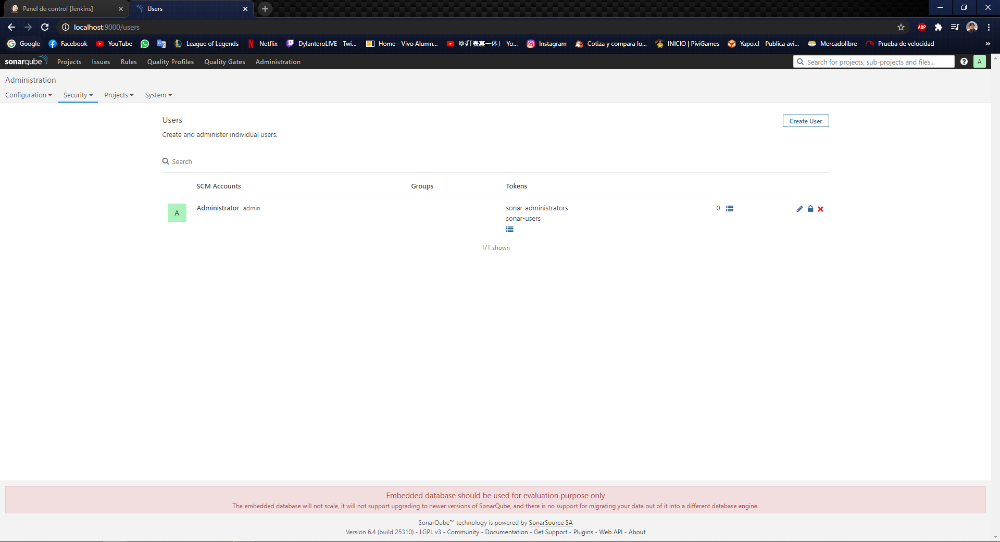 Panel de control [Jenkins]
Users
localhost:9000/users
ABP
Google
Facebook
YouTube
League of Legends
Netflix
DylanteroLIVE - Twi...
Home - Vivo Alumn...
ゆず「表裏一体」 - Yo...
Instagram
Cotiza y compara lo...
INICIO | PiviGames
Yapo.cl - Publica avi...
Mercadolibre
Prueba de velocidad
»
sonarqube
Projects
Issues
Rules
Quality Profiles
Quality Gates
Administration
Search for projects, sub-projects and files...
A
Administration
Configuration
Security
Projects
System
Users
Create User
Create and administer individual users.
Search
SCM Accounts
Groups
Tokens
A
Administrator admin
sonar-administrators
0
sonar-users
1/1 shown
Embedded database should be used for evaluation purpose only
The embedded database will not scale, it will not support upgrading to newer versions of SonarQube, and there is no support for migrating your data out of it into a different database engine.
SonarQube™ technology is powered by SonarSource SA
Version 6.4 (build 25310) - LGPL v3 - Community - Documentation - Get Support - Plugins - Web API - About